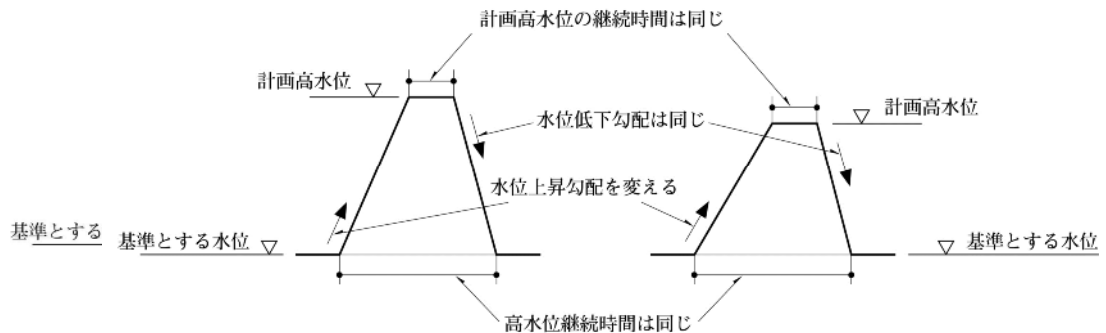 計画高水位の継続時間は同じ
計画高水位
計画高水位
水位低下勾配は同じ
水位上昇勾配を変える
基準とする
基準とする水位
基準とする水位
高水位継続時間は同じ